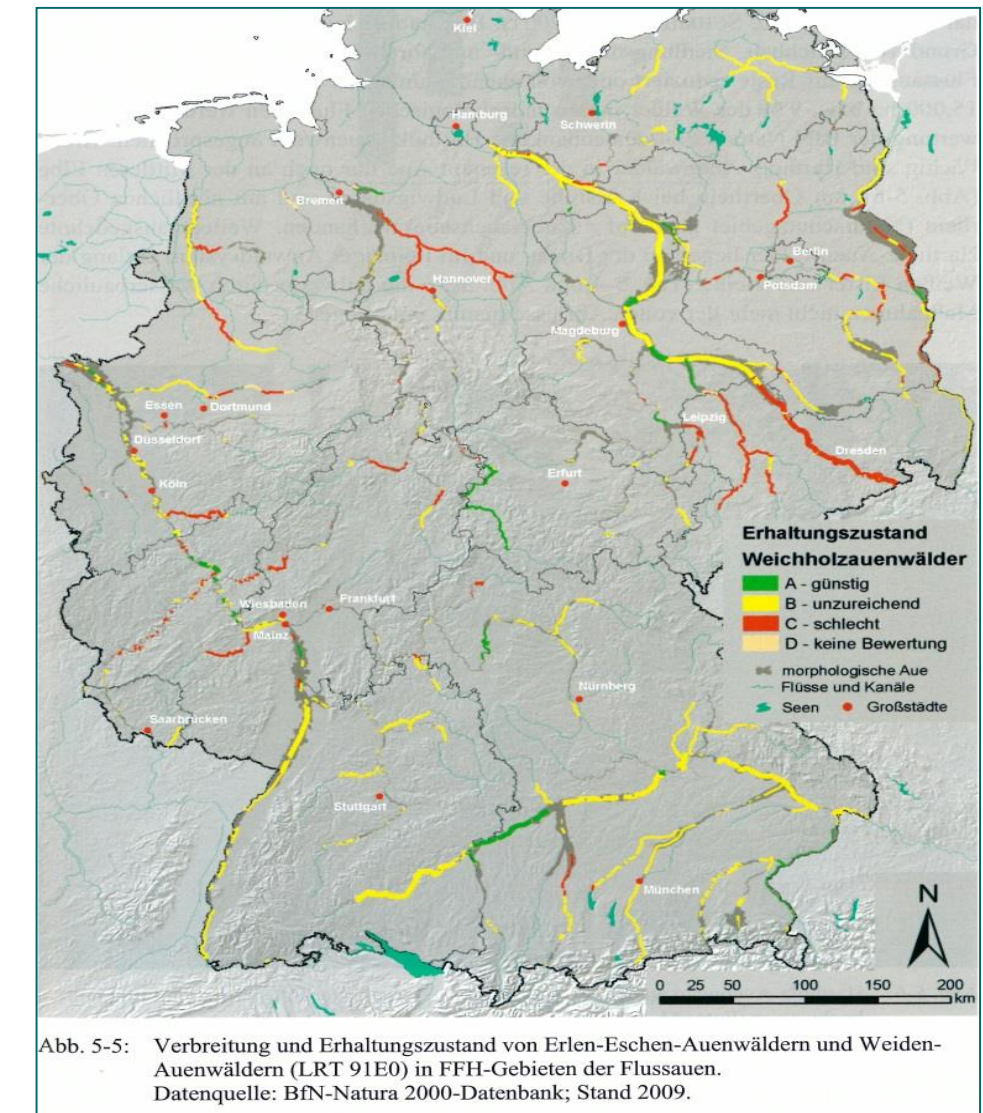 Kiel
Hamburg
Schwerin
Bremen
Berlin
Hannover
Potsdam
Magdeburg
Essen
Dortmund
Leipzig
Düsseldorf
Dresden
Erfurt
Köln
Erhaltungszustand
Weichholzauenwälder
A - günstig
B - unzureichend
C - schlecht
D - keine Bewertung
morphologische Aue
Flüsse und Kanäle
Seen
Großstädte
Wiesbaden
Frankfurt
Mainz
Nürnberg
Saarbrücken
Stuttgart
München
N
0 25 50 100 150 200
km
Abb. 5-5: Verbreitung und Erhaltungszustand von Erlen-Eschen-Auenwäldern und Weiden-
Auenwäldern (LRT 91E0) in FFH-Gebieten der Flussauen.
Datenquelle: BfN-Natura 2000-Datenbank; Stand 2009.